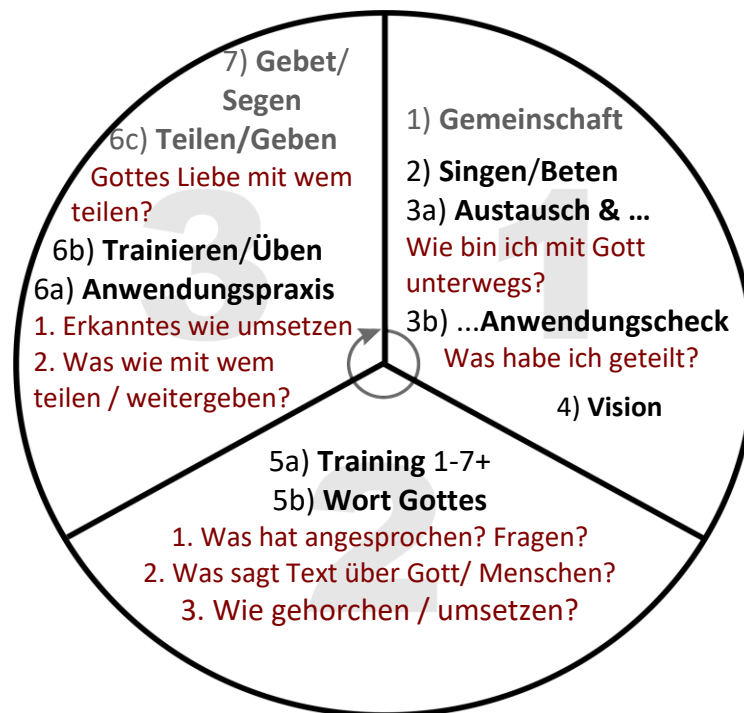 1
1) Gemeinschaft
2) Singen/Beten
3a) Austausch & ...
Wie bin ich mit Gott
unterwegs?
3b) ...Anwendungscheck
Was habe ich geteilt?
4) Vision
2
5a) Training 1-7+
5b) Wort Gottes
1. Was hat angesprochen? Fragen?
2. Was sagt Text über Gott/ Menschen?
3. Wie gehorchen / umsetzen?
3
7) Gebet/
Segen
6c) Teilen/Geben
Gottes Liebe mit wem
teilen?
6b) Trainieren/Üben
6a) Anwendungspraxis
1. Erkanntes wie umsetzen
2. Was wie mit wem
teilen / weitergeben?